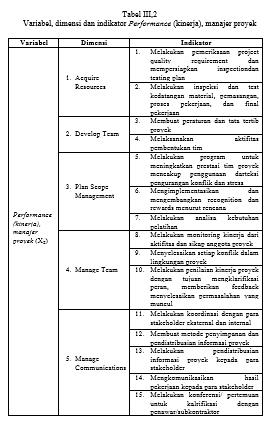 Tabel III,2
Variabel, dimensi dan indikator Performance (kinerja), manajer proyek
Variabel
Dimensi
Indikator
Performance
(kinerja),
manajer
proyek (X2)
1. Acquire
Resources
1. Melakukan pemeriksaan project
quality requirement dan
mempersiapkan inspectiondan
testing plan
2. Melakukan inspeksi dan test
kedatangan material, pemasangan,
proses pekerjaan, dan final
pekerjaan
2. Develop Team
3. Membuat peraturan dan tata tertib
proyek
4. Melaksanakan aktifitas
pembentukan tim
3. Plan Scope
Management
5. Melakukan program untuk
meningkatkan prestasi tim proyek
mencakup penggunaan darteksi
pengurangan konflik dan stress
6. Mengimplementasikan dan
mengembangkan recognition dan
rewards menurut rencana
7. Melakukan analisa kebutuhan
pelatihan
4. Manage Team
8. Melakukan monitoring kinerja dari
aktifitas dan sikap anggota proyek
9. Menyelesaikan setiap konflik dalam
lingkungan proyek
10. Melakukan penilaian kinerja proyek
dengan tujuan mengklarifikasi
peran, memberikan feedback
menyelesaikan permasalahan yang
muncul
5. Manage
Communications
11. Melakukan koordinasi dengan para
stakeholder eksternal dan internal
12. Membuat metode penyimpanan dan
pendistribusian informasi proyek
13. Melakukan pendistribusian
informasi proyek kepada para
stakeholder
14. Mengkomunikasikan hasil
pekerjaan kepada para stakeholder
15. Melakukan konferensi/ pertemuan
untuk kalrifikasi dengan
penawar/subkontraktor